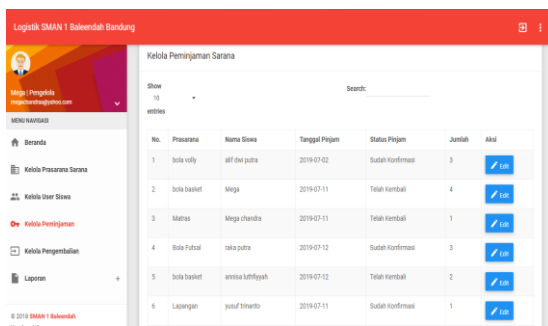 Logistik SMAN 1 Baleendah Bandung
Mega | Pengelola
megachandraa@yahoo.com
MENU NAVIGASI
Beranda
Kelola Prasarana Sarana
Kelola User Siswa
Kelola Peminjaman
Kelola Pengembalian
Laporan +
© 2018 SMAN 1 Baleendah
Kelola Peminjaman Sarana
Show
10
entries
Search:
No. Prasarana Nama Siswa Tanggal Pinjam Status Pinjam Jumlah Aksi
1 bola volly alif dwi putra 2019-07-02 Sudah Konfirmasi 3 Edit
2 bola basket Mega 2019-07-11 Telah Kembali 4 Edit
3 Matras Mega chandra 2019-07-11 Telah Kembali 1 Edit
4 Bola Futsal raka putra 2019-07-12 Sudah Konfirmasi 3 Edit
5 bola basket annisa luthfiyyah 2019-07-12 Telah Kembali 2 Edit
6 Lapangan yusuf trinanto 2019-07-11 Sudah Konfirmasi 1 Edit